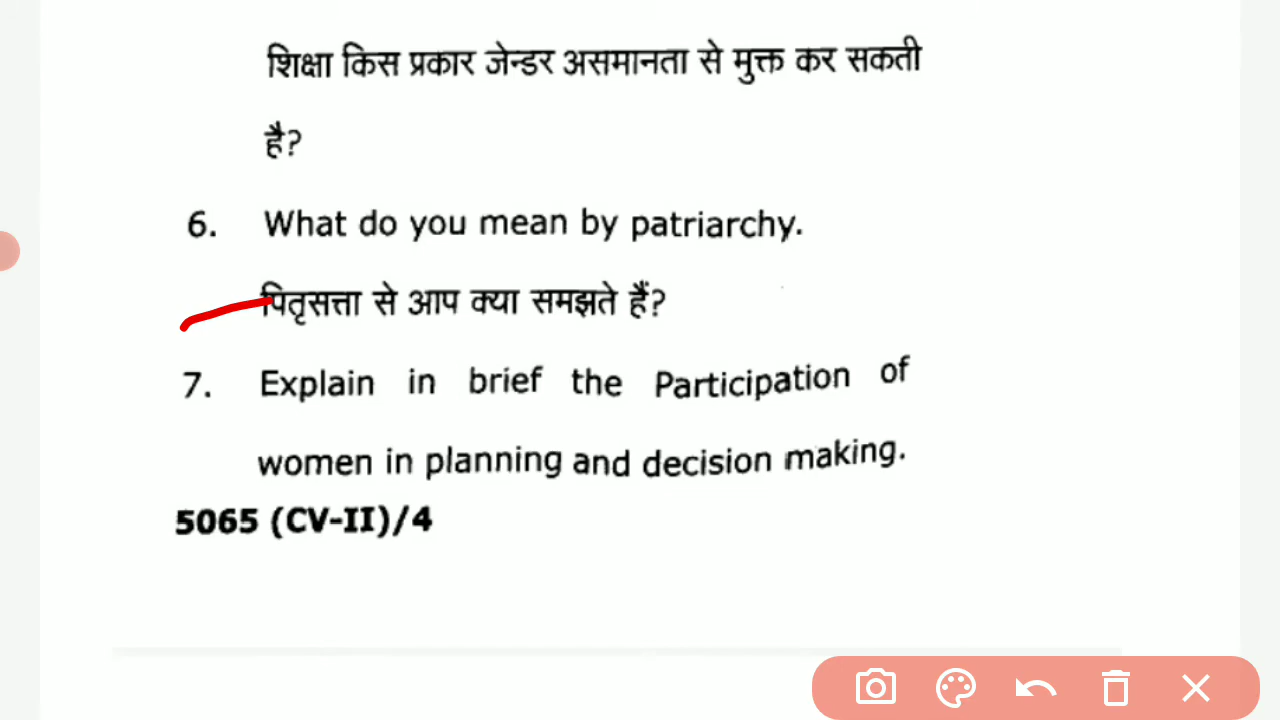 शिक्षा किस प्रकार जेन्डर असमानता से मुक्त कर सकती
है?
6. What do you mean by patriarchy.
पितृसत्ता से आप क्या समझते हैं?
7. Explain in brief the Participation of
women in planning and decision making.
5065 (CV-II)/4